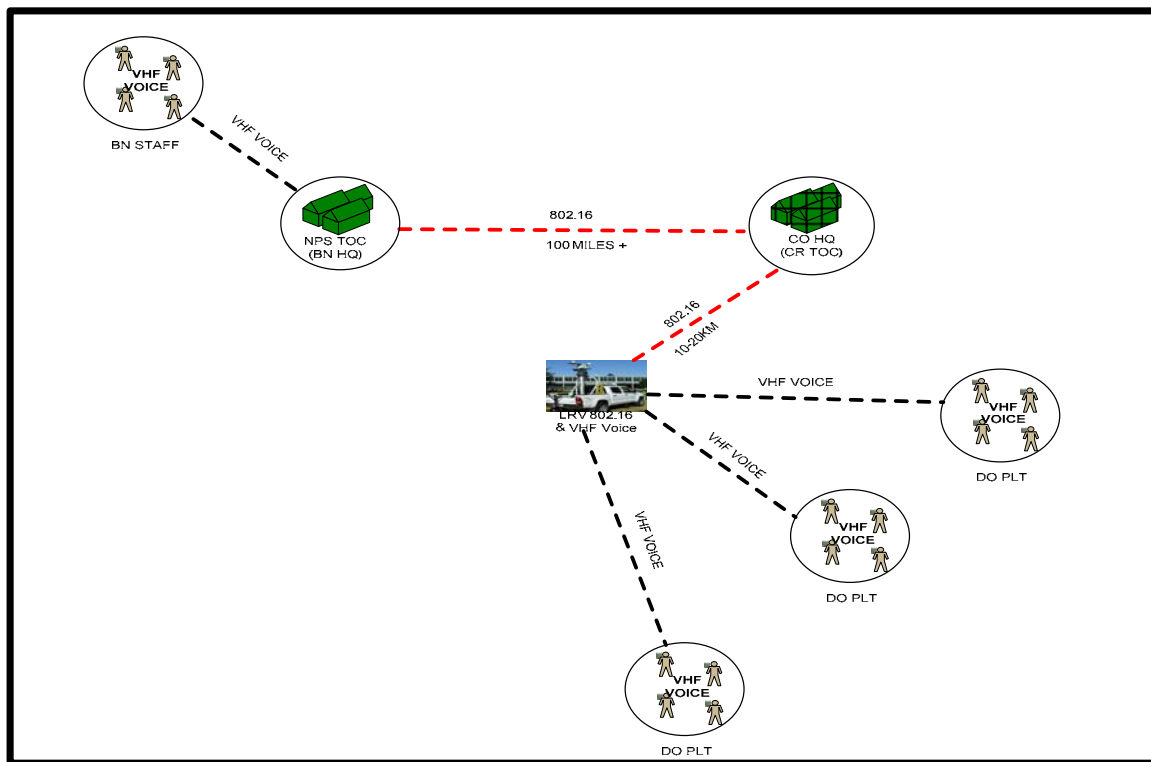 VHF
VOICE
BN STAFF
VHF VOICE
NPS TOC
(BN HQ)
802.16
100 MILES +
CO HQ
(CR TOC)
802.16
10-20KM
LRV 802.16
& VHF Voice
VHF VOICE
VHF
VOICE
DO PLT
VHF VOICE
VHF
VOICE
DO PLT
VHF VOICE
VHF
VOICE
DO PLT